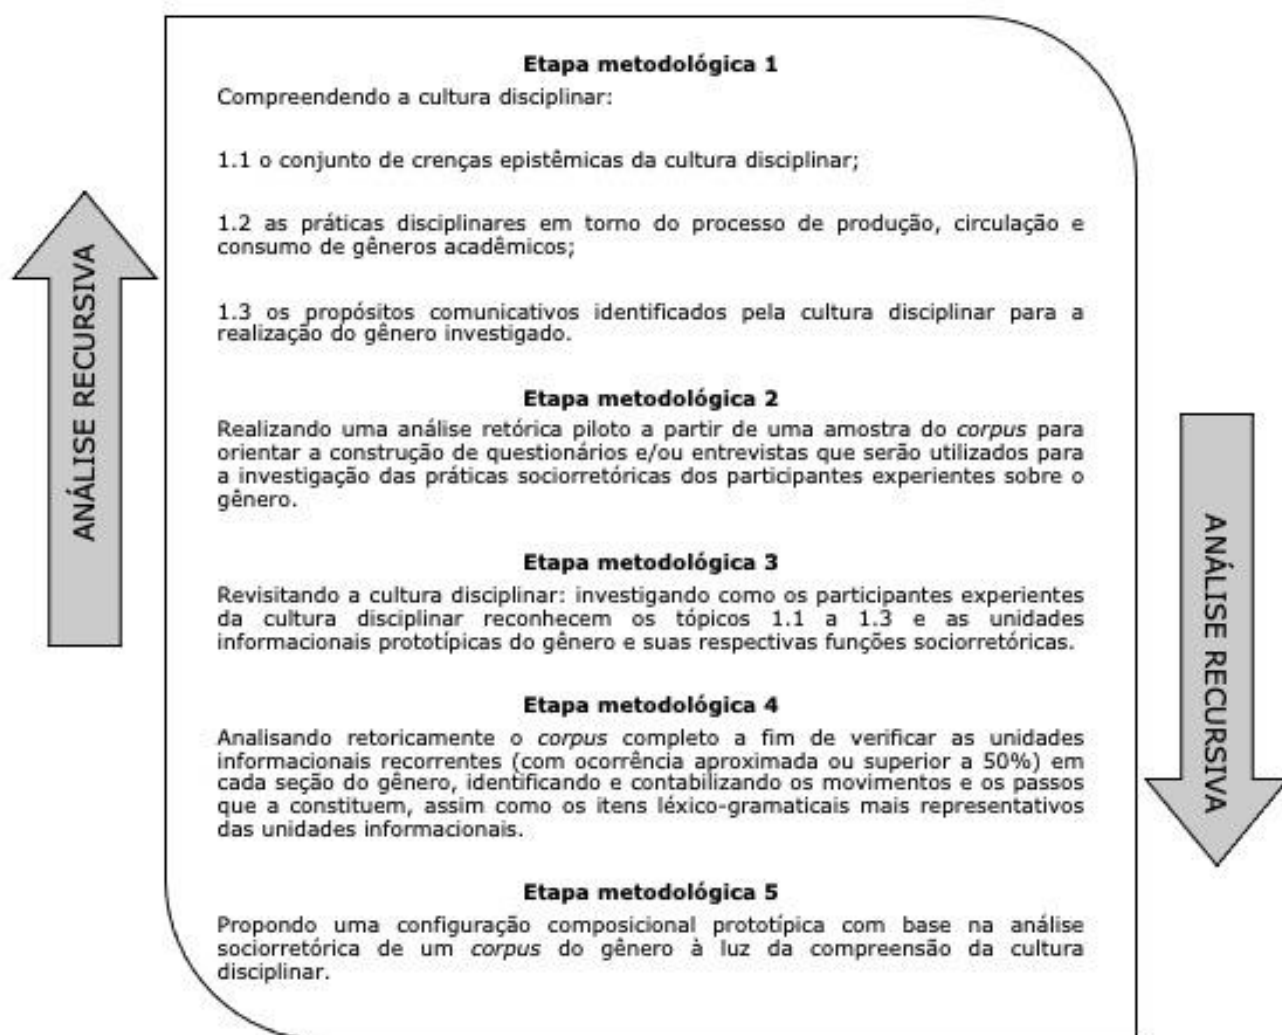 Etapa metodológica 1
Compreendendo a cultura disciplinar:
1.1 o conjunto de crenças epistêmicas da cultura disciplinar;
1.2 as práticas disciplinares em torno do processo de produção, circulação e
consumo de gêneros acadêmicos;
1.3 os propósitos comunicativos identificados pela cultura disciplinar para a
realização do gênero investigado.
Etapa metodológica 2
Realizando uma análise retórica piloto a partir de uma amostra do corpus para
orientar a construção de questionários e/ou entrevistas que serão utilizados para
a investigação das práticas sociorretóricas dos participantes experientes sobre o
gênero.
Etapa metodológica 3
Revisitando a cultura disciplinar: investigando como os participantes experientes
da cultura disciplinar reconhecem os tópicos 1.1 a 1.3 e as unidades
informacionais prototípicas do gênero e suas respectivas funções sociorretóricas.
Etapa metodológica 4
Analisando retoricamente o corpus completo a fim de verificar as unidades
informacionais recorrentes (com ocorrência aproximada ou superior a 50%) em
cada seção do gênero, identificando e contabilizando os movimentos e os passos
que a constituem, assim como os itens léxico-gramaticais mais representativos
das unidades informacionais.
Etapa metodológica 5
Propondo uma configuração composicional prototípica com base na análise
sociorretórica de um corpus do gênero à luz da compreensão da cultura
disciplinar.
ANÁLISE RECURSIVA
ANÁLISE RECURSIVA